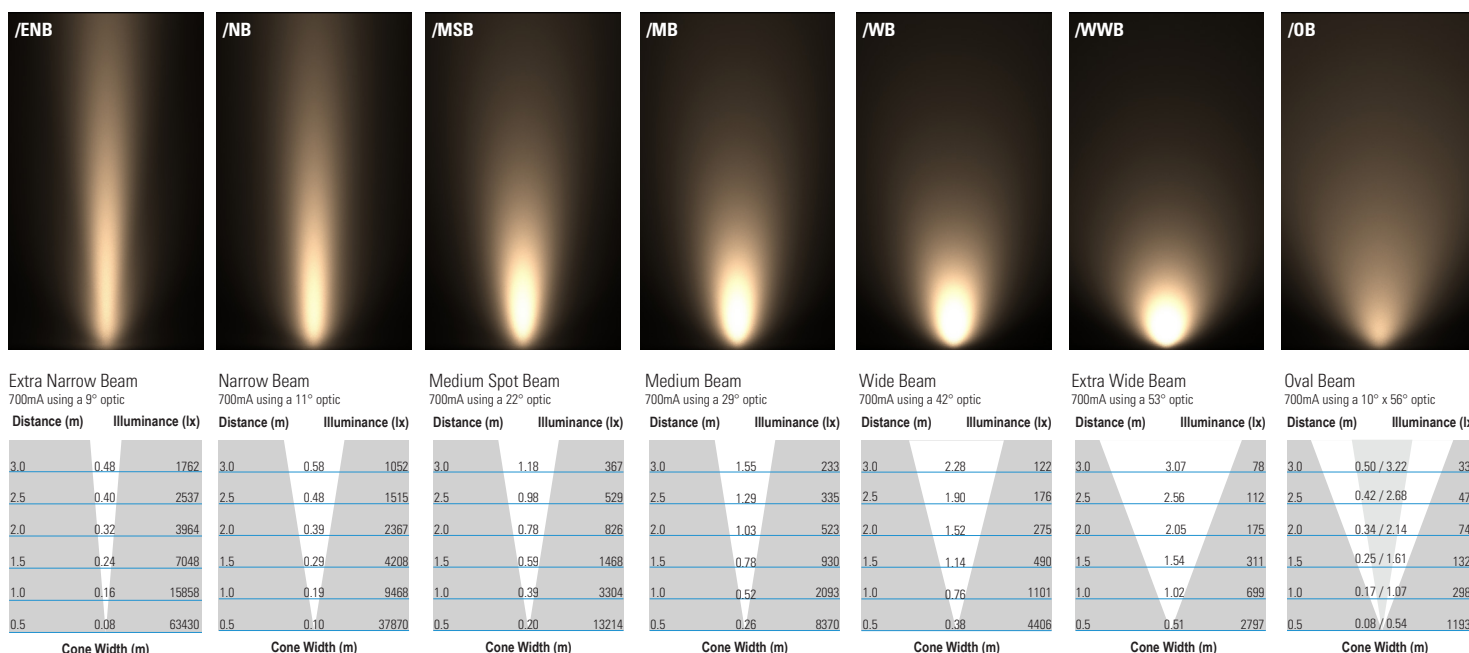 /ENB
/NB
/MSB
/MB
/WB
/WWB
/OB
Extra Narrow Beam
700mA using a 9° optic
Distance (m) Illuminance (lx)
3.0 0.48 1762
2.5 0.40 2537
2.0 0.32 3964
1.5 0.24 7048
1.0 0.16 15858
0.5 0.08 63430
Cone Width (m)
Narrow Beam
700mA using a 11° optic
Distance (m) Illuminance (lx)
3.0 0.58 1052
2.5 0.48 1515
2.0 0.39 2367
1.5 0.29 4208
1.0 0.19 9468
0.5 0.10 37870
Cone Width (m)
Medium Spot Beam
700mA using a 22° optic
Distance (m) Illuminance (lx)
3.0 1.18 367
2.5 0.98 529
2.0 0.78 826
1.5 0.59 1468
1.0 0.39 3304
0.5 0.20 13214
Cone Width (m)
Medium Beam
700mA using a 29° optic
Distance (m) Illuminance (lx)
3.0 1.55 233
2.5 1.29 335
2.0 1.03 523
1.5 0.78 930
1.0 0.52 2093
0.5 0.26 8370
Cone Width (m)
Wide Beam
700mA using a 42° optic
Distance (m) Illuminance (lx)
3.0 2.28 122
2.5 1.90 176
2.0 1.52 275
1.5 1.14 490
1.0 0.76 1101
0.5 0.38 4406
Cone Width (m)
Extra Wide Beam
700mA using a 53° optic
Distance (m) Illuminance (lx)
3.0 3.07 78
2.5 2.56 112
2.0 2.05 175
1.5 1.54 311
1.0 1.02 699
0.5 0.51 2797
Cone Width (m)
Oval Beam
700mA using a 10° x 56° optic
Distance (m) Illuminance (lx
3.0 0.50 / 3.22 33
2.5 0.42 / 2.68 47
2.0 0.34 / 2.14 74
1.5 0.25 / 1.61 132
1.0 0.17 / 1.07 298
0.5 0.08 / 0.54 1193
Cone Width (m)